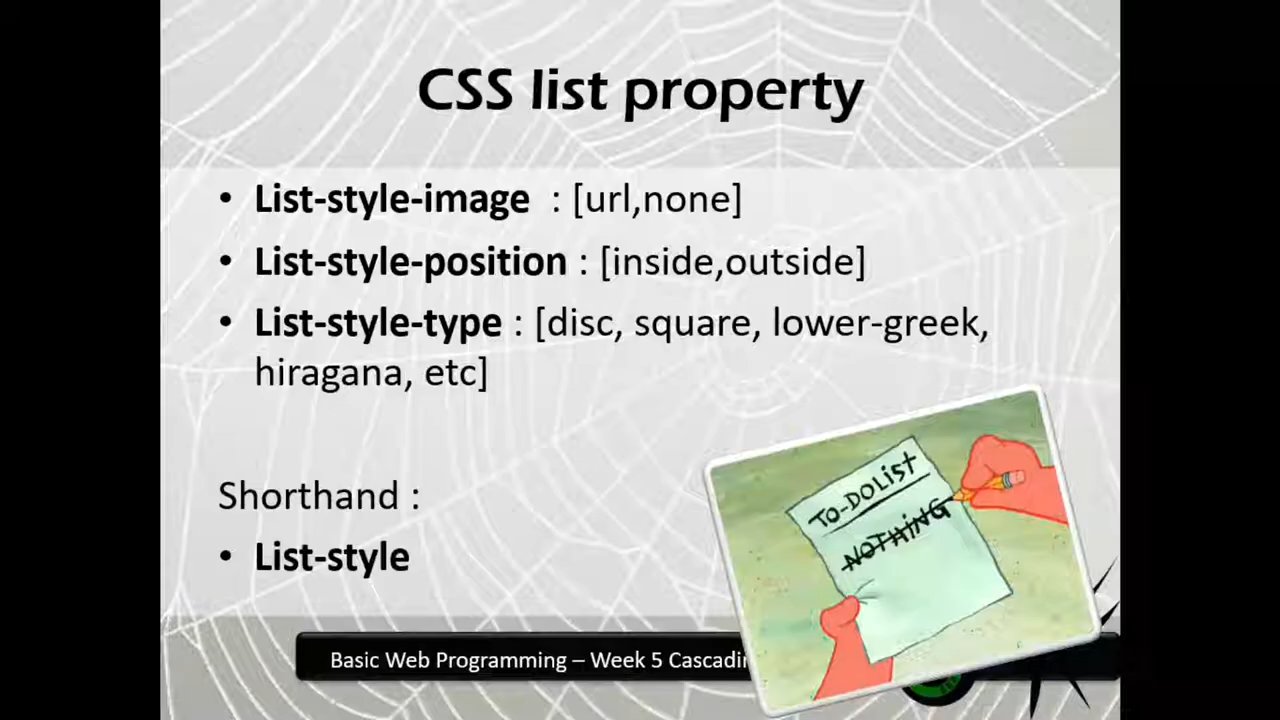 CSS list property
• List-style-image : [url,none]
• List-style-position : [inside,outside]
• List-style-type : [disc, square, lower-greek,
hiragana, etc]
Shorthand :
• List-style
TO-DO LIST
NOTHING
Basic Web Programming – Week 5